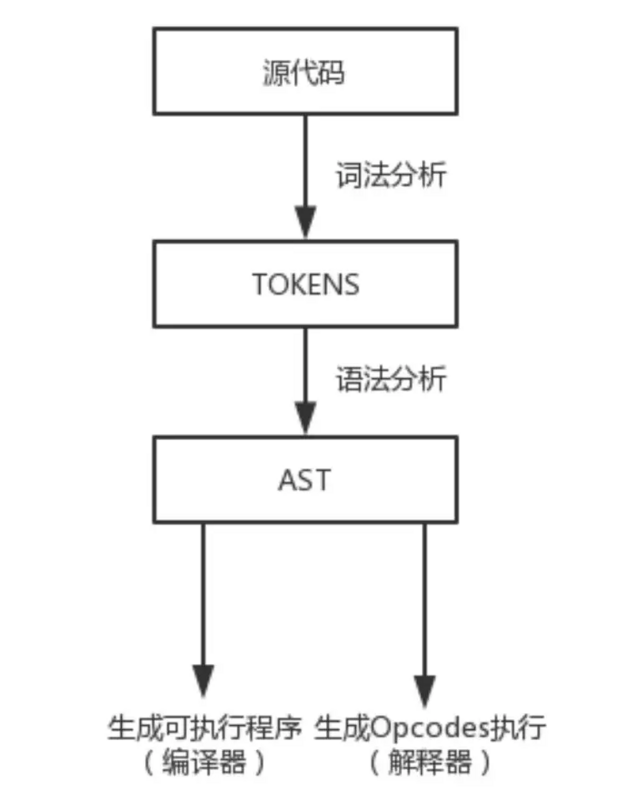 源代码
词法分析
TOKENS
语法分析
AST
生成可执行程序
（编译器）
生成Opcodes执行
（解释器）